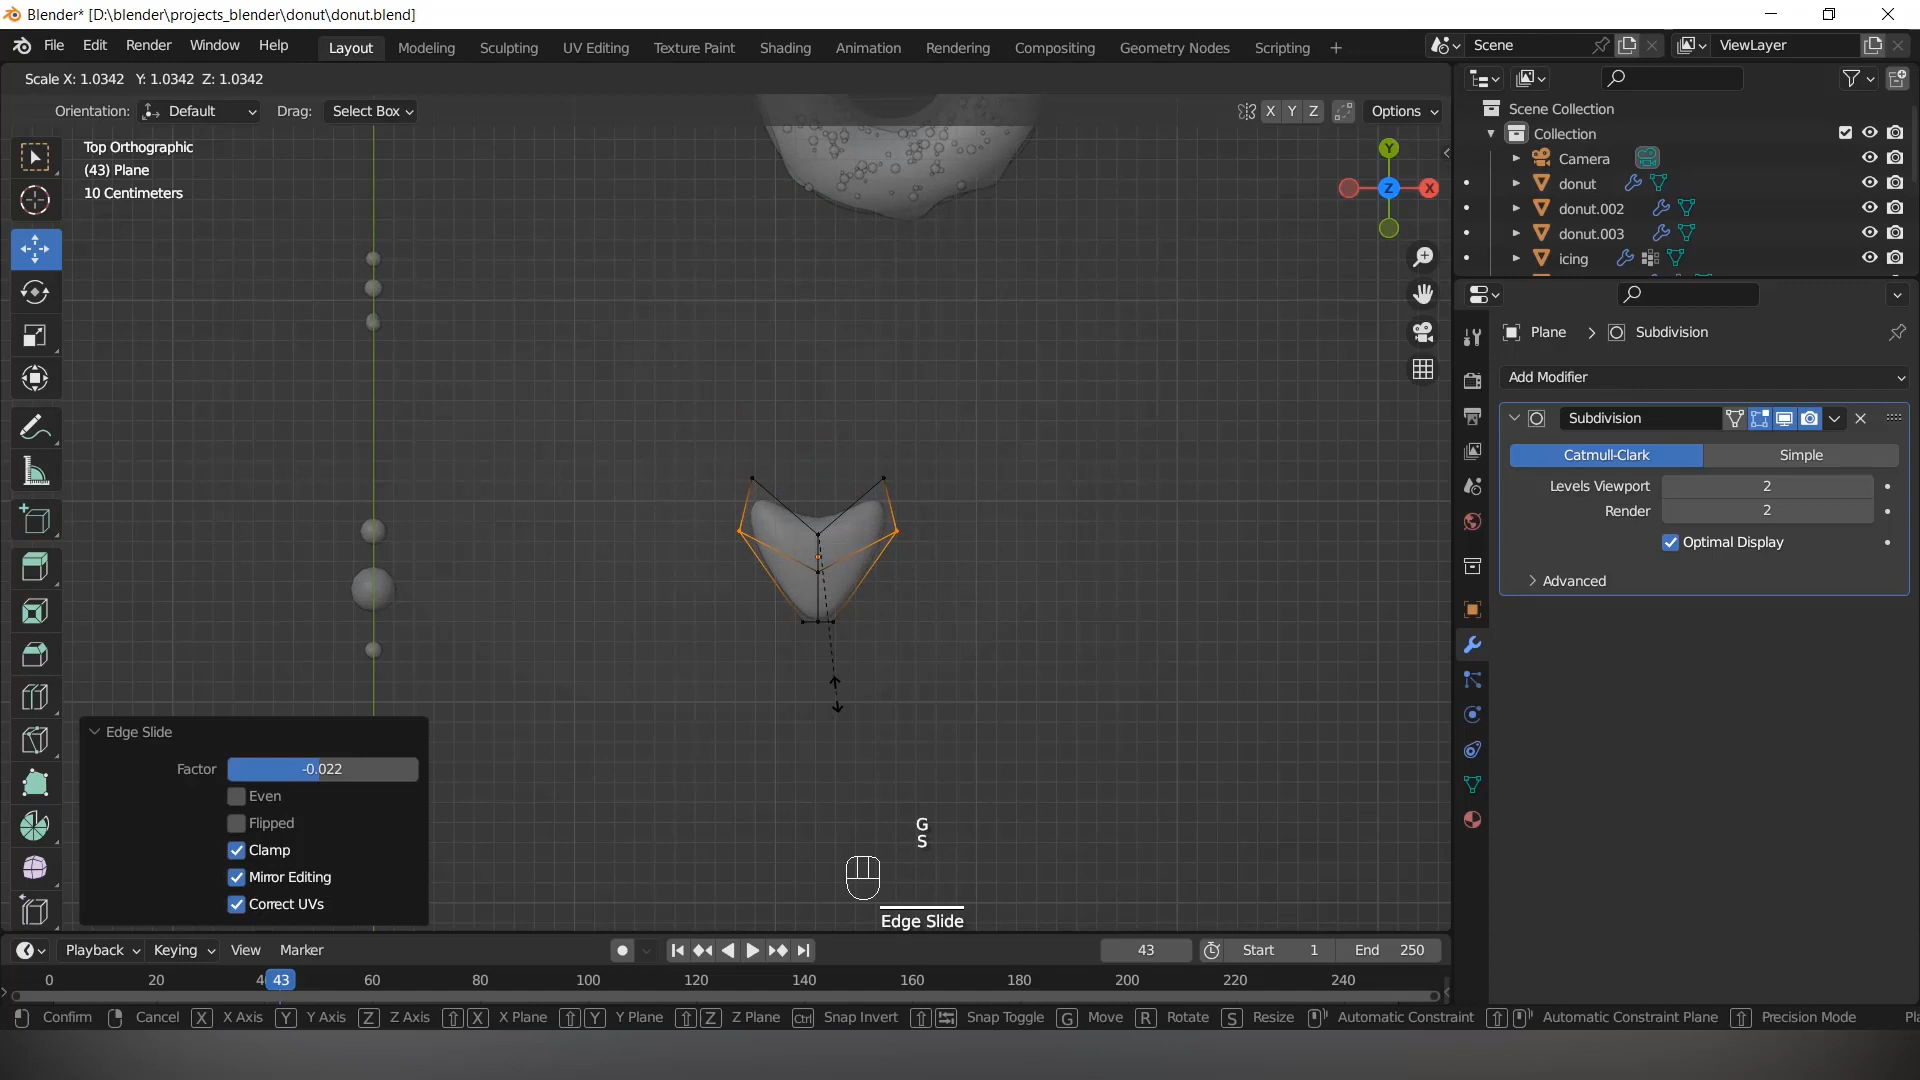 Blender* [D:\blender\projects_blender\donut\donut.blend]
File Edit Render Window Help Layout Modeling Sculpting UV Editing Texture Paint Shading Animation Rendering Compositing Geometry Nodes Scripting + Scene ViewLayer
Scale X: 1.0342 Y: 1.0342 Z: 1.0342
Orientation: Default Drag: Select Box X Y Z Options
Top Orthographic
(43) Plane
10 Centimeters
Y
Z X
Scene Collection
Collection
Camera
donut
donut.002
donut.003
icing
Plane > Subdivision
Add Modifier
Subdivision
Catmull-Clark Simple
Levels Viewport 2
Render 2
Optimal Display
> Advanced
Edge Slide
Factor -0.022
Even
Flipped
Clamp
Mirror Editing
Correct UVs
G
S
Edge Slide
Playback Keying View Marker 43 Start 1 End 250
0 20 4 43 60 80 100 120 140 160 180 200 220 240
Confirm Cancel X X Axis Y Y Axis Z Z Axis X X Plane Y Y Plane Z Z Plane Ctrl Snap Invert Snap Toggle G Move R Rotate S Resize Automatic Constraint Automatic Constraint Plane Precision Mode